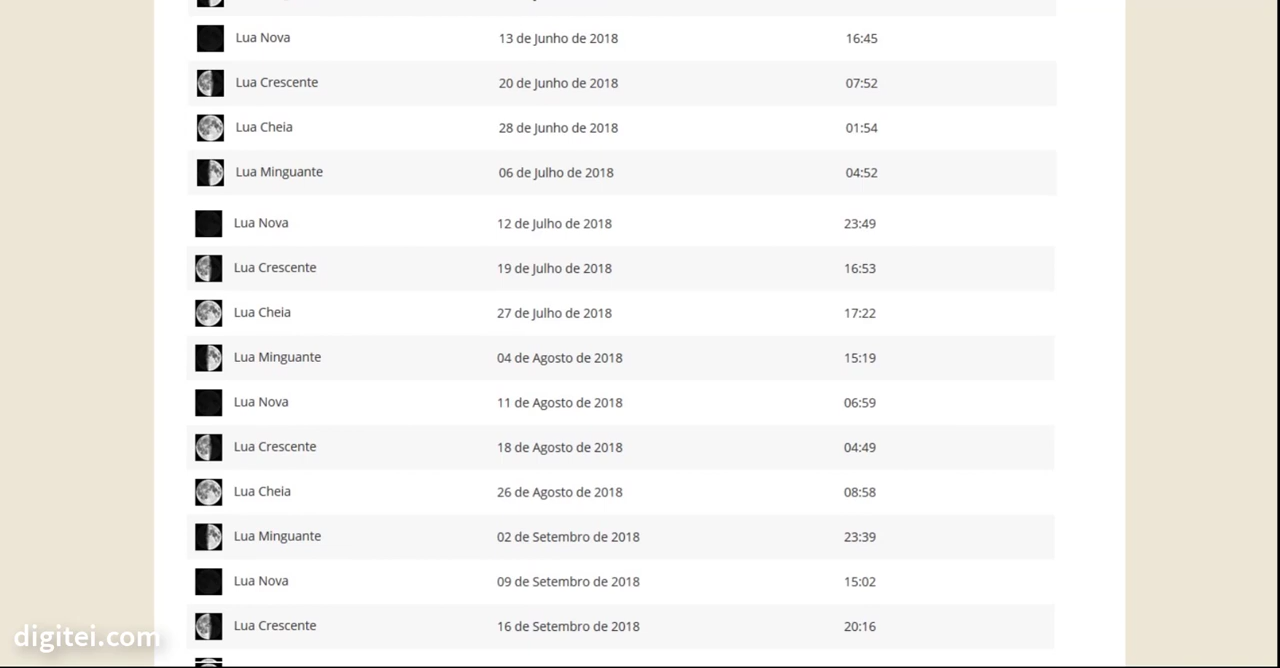 Lua Nova 13 de Junho de 2018 16:45
Lua Crescente 20 de Junho de 2018 07:52
Lua Cheia 28 de Junho de 2018 01:54
Lua Minguante 06 de Julho de 2018 04:52
Lua Nova 12 de Julho de 2018 23:49
Lua Crescente 19 de Julho de 2018 16:53
Lua Cheia 27 de Julho de 2018 17:22
Lua Minguante 04 de Agosto de 2018 15:19
Lua Nova 11 de Agosto de 2018 06:59
Lua Crescente 18 de Agosto de 2018 04:49
Lua Cheia 26 de Agosto de 2018 08:58
Lua Minguante 02 de Setembro de 2018 23:39
Lua Nova 09 de Setembro de 2018 15:02
Lua Crescente 16 de Setembro de 2018 20:16
digitei.com